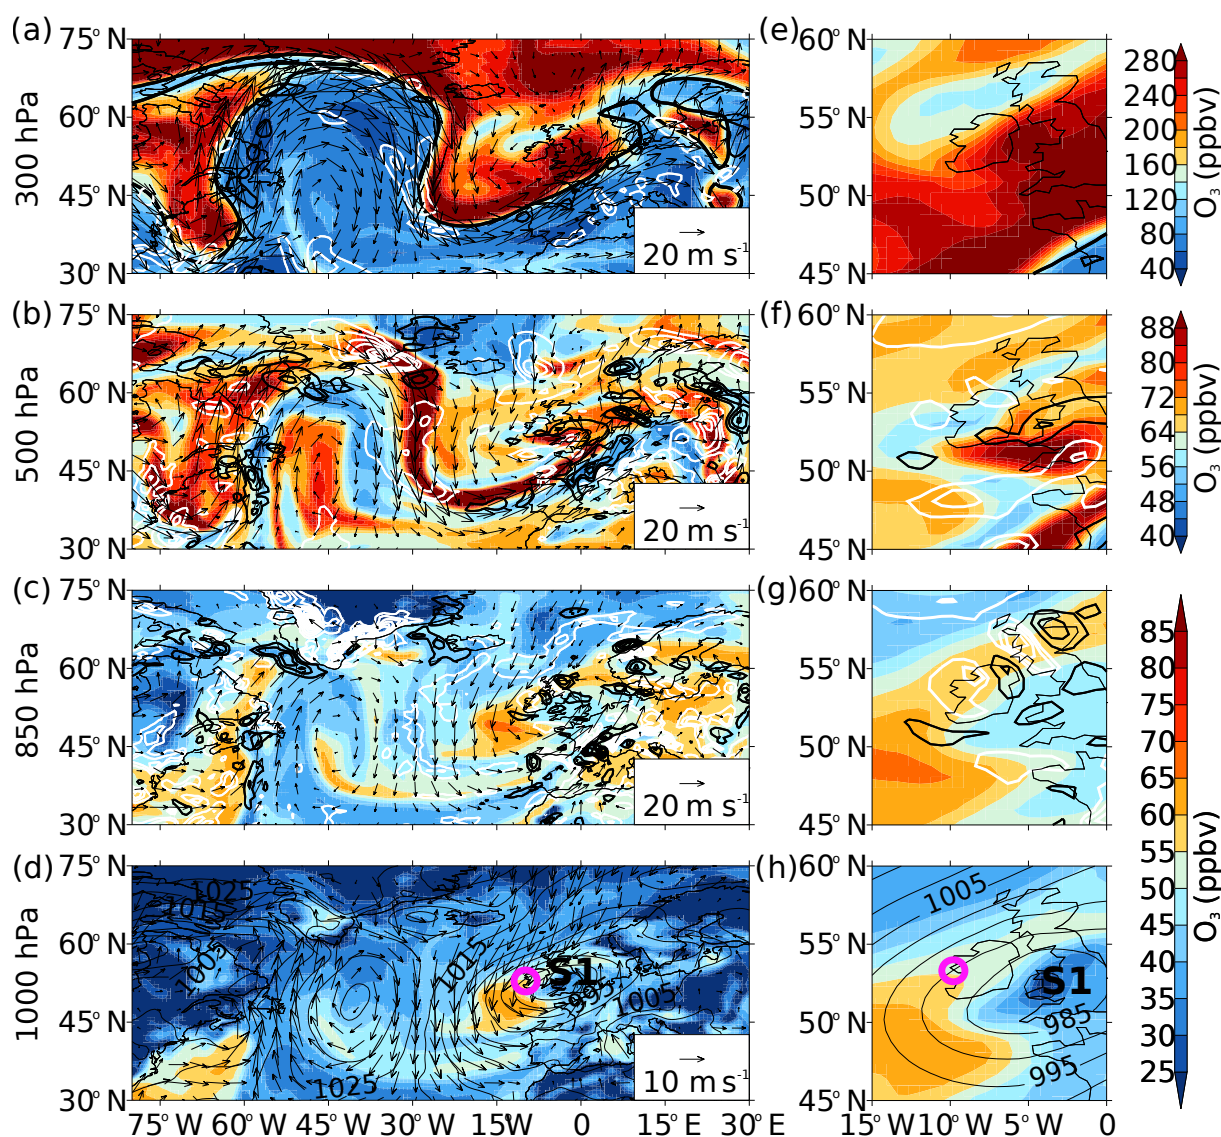 (a)
300 hPa
75° N
60° N
45° N
30° N
20 m s⁻¹
(e)
60° N
55° N
50° N
45° N
280
240
200
160
120
80
40
O₃ (ppbv)
(b)
500 hPa
75° N
60° N
45° N
30° N
20 m s⁻¹
(f)
60° N
55° N
50° N
45° N
88
80
72
64
56
48
40
O₃ (ppbv)
(c)
850 hPa
75° N
60° N
45° N
30° N
20 m s⁻¹
(g)
60° N
55° N
50° N
45° N
(d)
1000 hPa
75° N
60° N
45° N
30° N
1025
1015
1005
1015
S1
995
1005
1025
10 m s⁻¹
75° W 60° W 45° W 30° W 15° W 0 15° E 30° E
(h)
60° N
55° N
50° N
45° N
1005
S1
985
995
15° W 10° W 5° W 0
85
80
75
70
65
60
55
50
45
40
35
30
25
O₃ (ppbv)